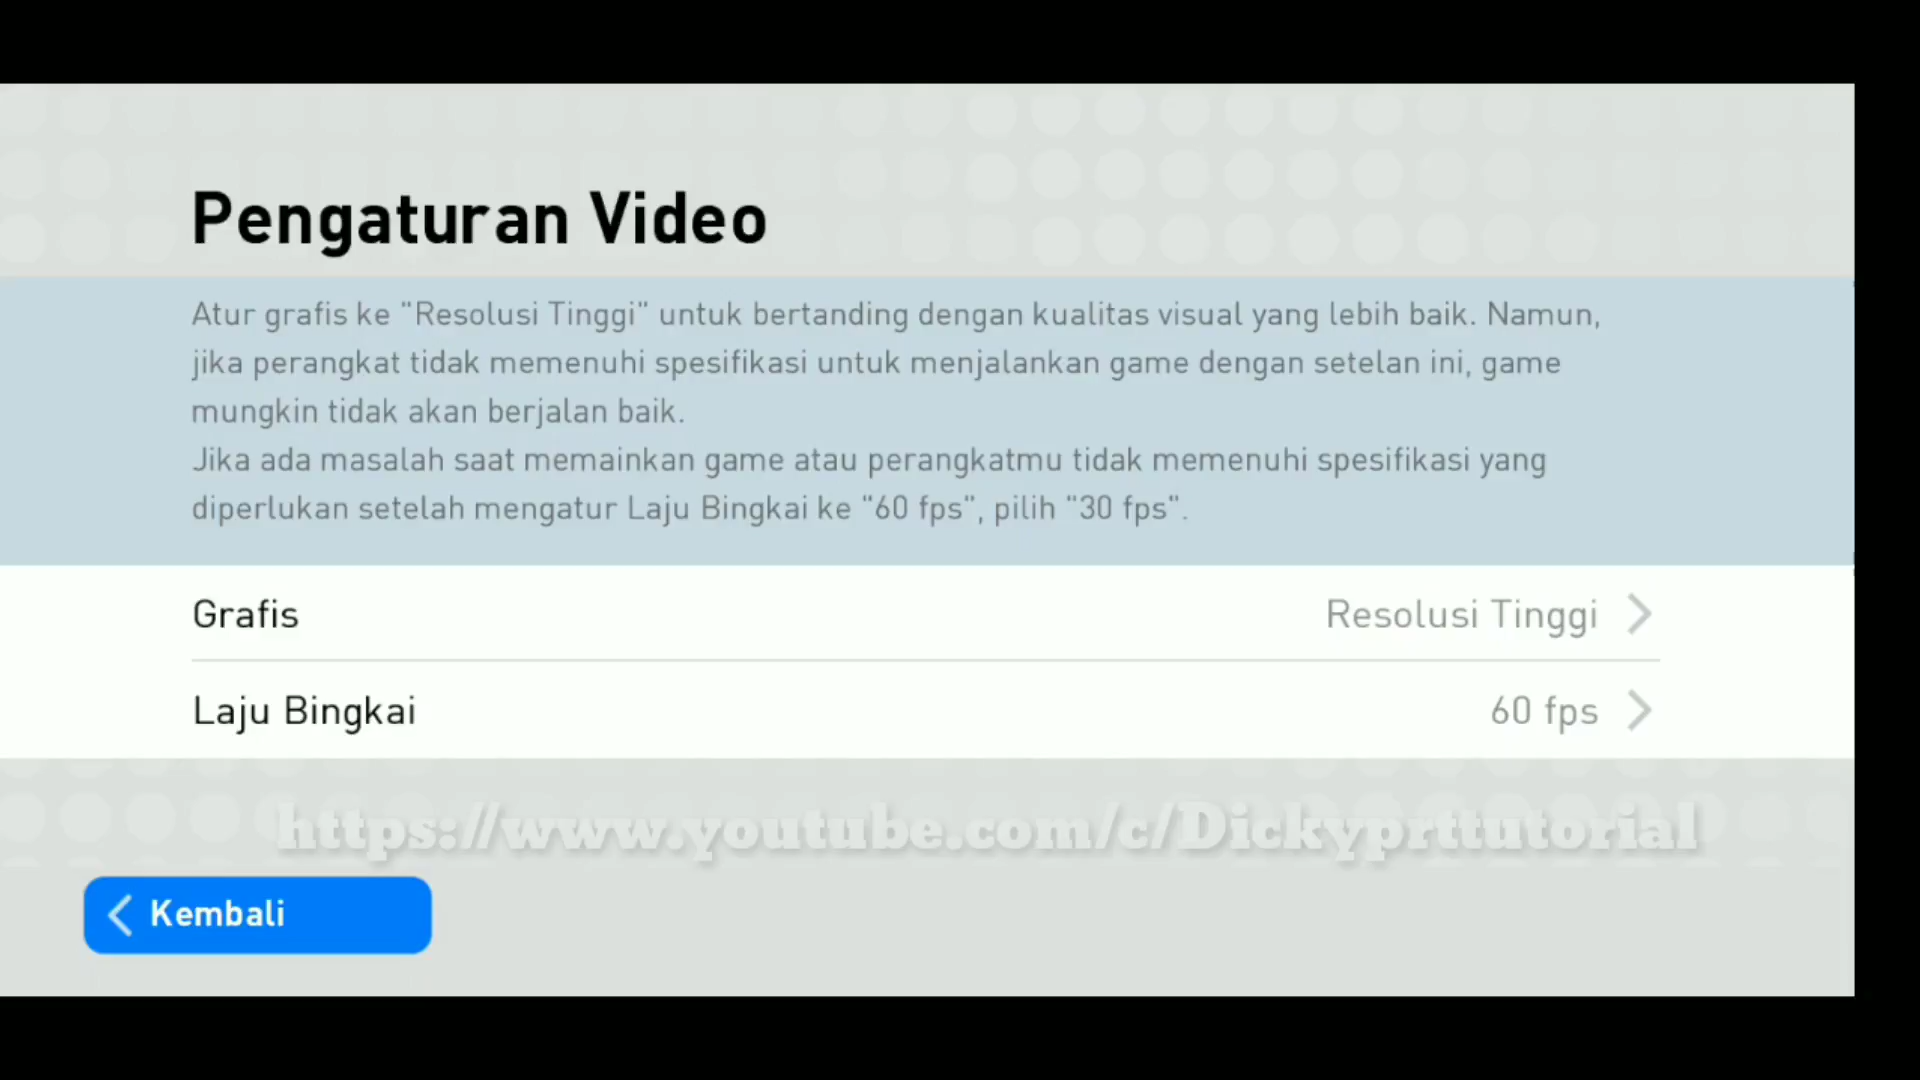 Pengaturan Video
Atur grafis ke "Resolusi Tinggi" untuk bertanding dengan kualitas visual yang lebih baik. Namun,
jika perangkat tidak memenuhi spesifikasi untuk menjalankan game dengan setelan ini, game
mungkin tidak akan berjalan baik.
Jika ada masalah saat memainkan game atau perangkatmu tidak memenuhi spesifikasi yang
diperlukan setelah mengatur Laju Bingkai ke "60 fps", pilih "30 fps".
Grafis Resolusi Tinggi
Laju Bingkai 60 fps
https://www.youtube.com/c/Dickyprttutorial
Kembali